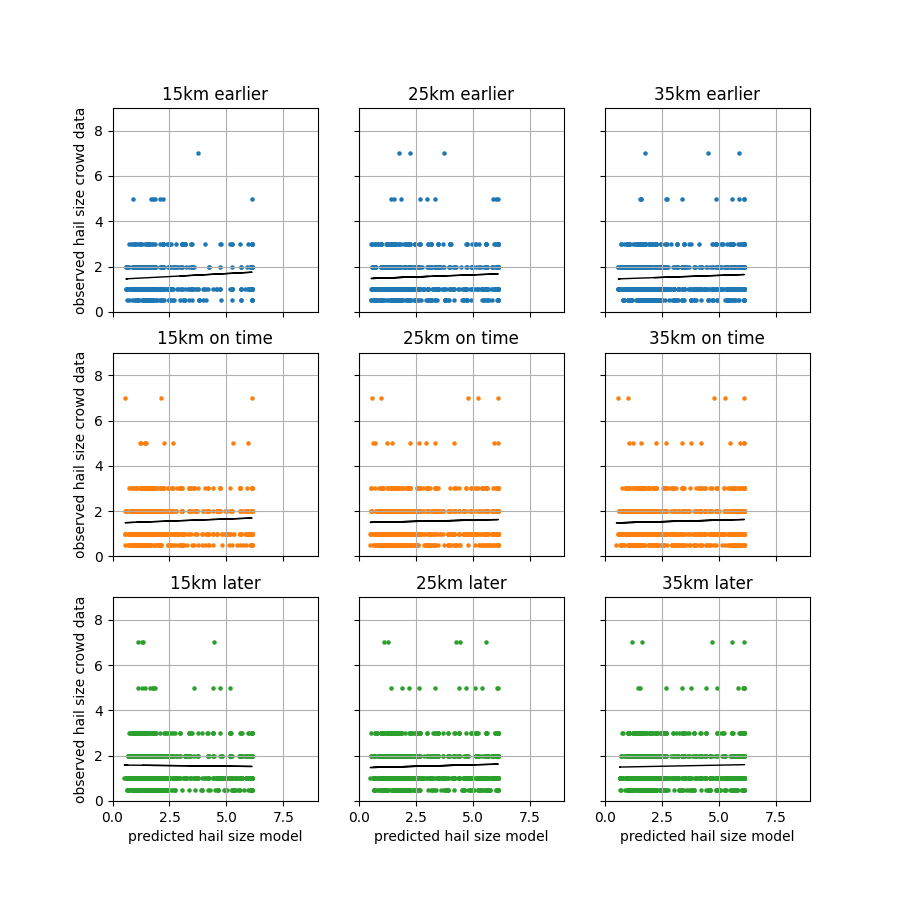 15km earlier
25km earlier
35km earlier
observed hail size crowd data
8
6
4
2
0
15km on time
25km on time
35km on time
observed hail size crowd data
8
6
4
2
0
15km later
25km later
35km later
observed hail size crowd data
8
6
4
2
0
0.0 2.5 5.0 7.5
0.0 2.5 5.0 7.5
0.0 2.5 5.0 7.5
predicted hail size model
predicted hail size model
predicted hail size model